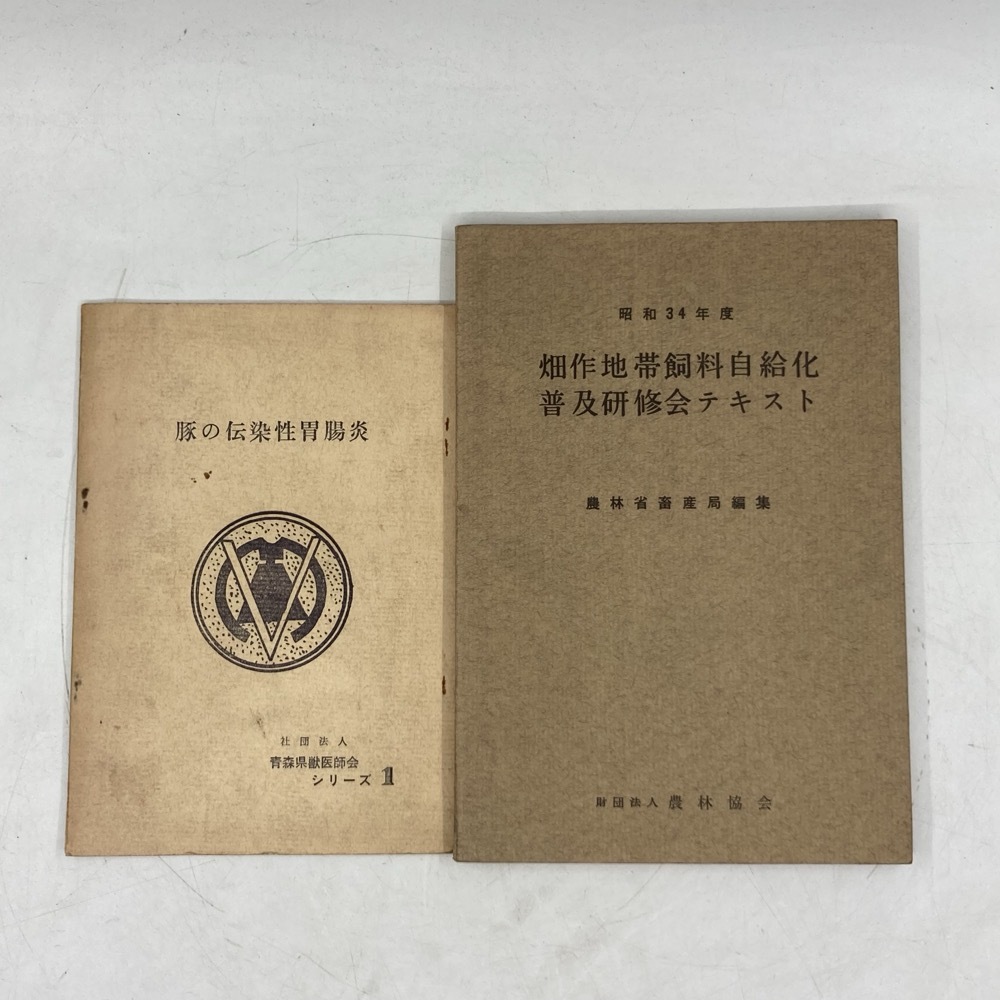 豚の伝染性胃腸炎
社団法人
青森県獣医師会
シリーズ 1
昭和34年度
畑作地帯飼料自給化
普及研修会テキスト
農林省畜産局編集
財団法人 農林協会